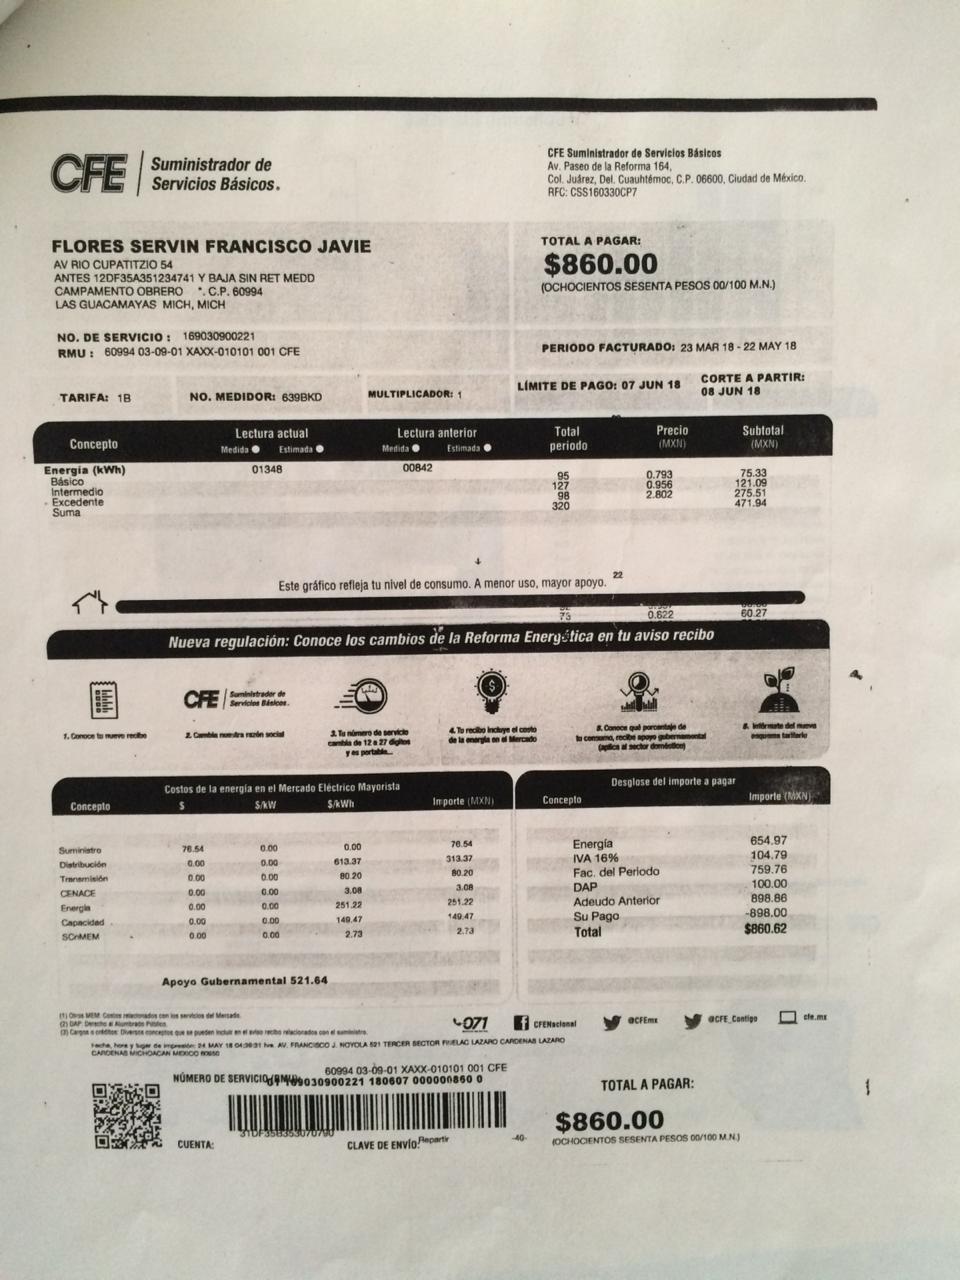 CFE Suministrador de
Servicios Básicos.
CFE Suministrador de Servicios Básicos
Av. Paseo de la Reforma 164,
Col. Juárez, Del. Cuauhtémoc, C.P. 06600, Ciudad de México.
RFC: CSS160330CP7
FLORES SERVIN FRANCISCO JAVIE
AV RIO CUPATITZIO 54
ANTES 12DF35A351234741 Y BAJA SIN RET MEDD
CAMPAMENTO OBRERO *. C.P. 60994
LAS GUACAMAYAS MICH, MICH
TOTAL A PAGAR:
$860.00
(OCHOCIENTOS SESENTA PESOS 00/100 M.N.)
NO. DE SERVICIO : 169030900221
RMU : 60994 03-09-01 XAXX-010101 001 CFE
PERIODO FACTURADO: 23 MAR 18 - 22 MAY 18
TARIFA: 1B NO. MEDIDOR: 639BKD MULTIPLICADOR: 1
LÍMITE DE PAGO: 07 JUN 18 CORTE A PARTIR:
08 JUN 18
Concepto Lectura actual Lectura anterior Total periodo Precio (MXN) Subtotal (MXN)
Medida Estimada Medida Estimada
Energía (kWh) 01348 00842
Básico 95 0.793 75.33
Intermedio 127 0.956 121.09
Excedente 98 2.802 275.51
Suma 320 471.94
Este gráfico refleja tu nivel de consumo. A menor uso, mayor apoyo. 22
73 0.822 60.27
Nueva regulación: Conoce los cambios de la Reforma Energética en tu aviso recibo
CFE Suministrador de
Servicios Básicos.
1. Conoce tu nuevo recibo
2. Cambia nuestra razón social
3. Tu número de servicio
cambia de 12 a 27 dígitos
y es portable...
4. Tu recibo incluye el costo
de la energía en el Mercado
5. Conoce qué porcentaje de
tu consumo, recibe apoyo gubernamental
(aplica al sector doméstico)
6. Infórmate del nuevo
esquema tarifario
Costos de la energía en el Mercado Eléctrico Mayorista
Concepto $ $/kW $/kWh Importe (MXN)
Suministro 76.54 0.00 0.00 76.54
Distribución 0.00 0.00 613.37 313.37
Transmisión 0.00 0.00 80.20 80.20
CENACE 0.00 0.00 3.08 3.08
Energía 0.00 0.00 251.22 251.22
Capacidad 0.00 0.00 149.47 149.47
SCnMEM 0.00 0.00 2.73 2.73
Apoyo Gubernamental 521.64
Desglose del importe a pagar
Concepto Importe (MXN)
Energía 654.97
IVA 16% 104.79
Fac. del Periodo 759.76
DAP 100.00
Adeudo Anterior 898.86
Su Pago -898.00
Total $860.62
(1) Otros MEM: Costos relacionados con los servicios del Mercado.
(2) DAP: Derecho al Alumbrado Público.
(3) Cargos o créditos: Diversos conceptos que se pueden incluir en el aviso recibo relacionados con el suministro.
071 CFENacional @CFEmx @CFE_Contigo cfe.mx
Fecha, hora y lugar de impresión: 24 MAY 18 hrs. AV. FRANCISCO J. NOYOLA 521 TERCER SECTOR FIDELAC LAZARO CARDENAS LAZARO
CARDENAS MICHOACAN MEXICO
60994 03-09-01 XAXX-010101 001 CFE
NÚMERO DE SERVICIO 169030900221 180607 000000860 0
CUENTA: 31DF35B353070790
CLAVE DE ENVÍO: Repartir
-40-
TOTAL A PAGAR:
$860.00
(OCHOCIENTOS SESENTA PESOS 00/100 M.N.)